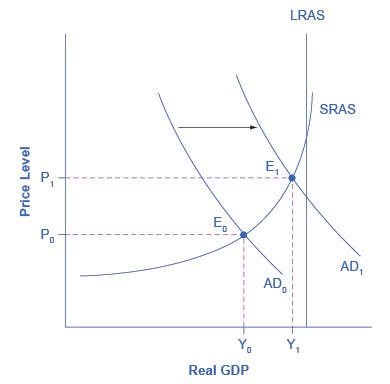 LRAS
SRAS
Price Level
P1
E1
P0
E0
AD0
AD1
Y0
Y1
Real GDP